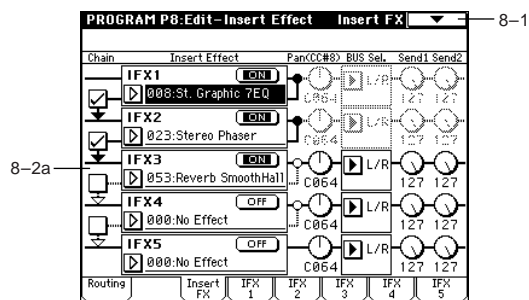 PROGRAM P8:Edit-Insert Effect Insert FX
8–1
Chain Insert Effect Pan(CC#8) BUS Sel. Send1 Send2
IFX1 ON
008:St. Graphic 7EQ C064 L/R 127 127
IFX2 ON
023:Stereo Phaser C064 L/R 127 127
8–2a
IFX3 ON
053:Reverb SmoothHall C064 L/R 127 127
IFX4 OFF
000:No Effect C064 L/R 127 127
IFX5 OFF
000:No Effect C064 L/R 127 127
Routing Insert FX IFX 1 IFX 2 IFX 3 IFX 4 IFX 5